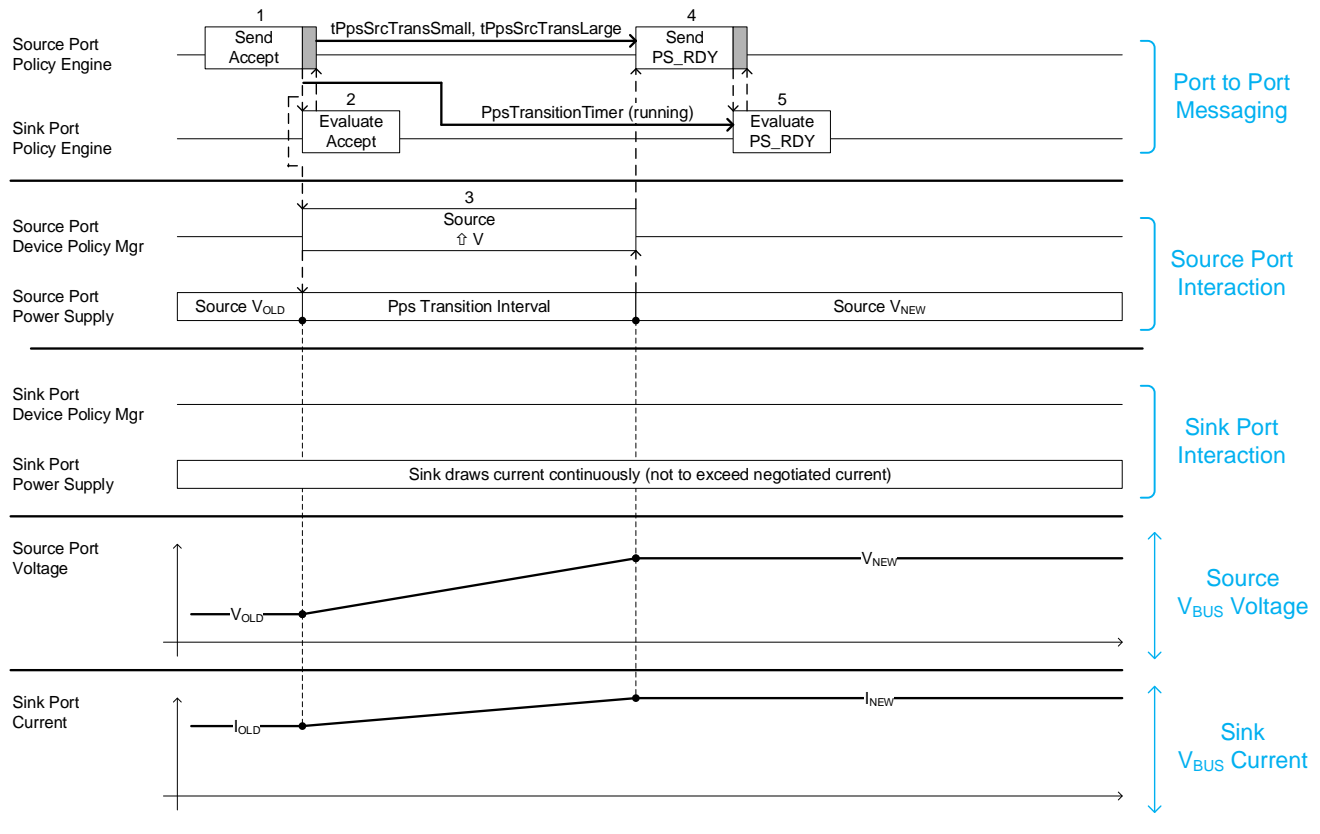 1
Send
Accept
tPpsSrcTransSmall, tPpsSrcTransLarge
4
Send
PS_RDY
Source Port
Policy Engine
2
Evaluate
Accept
PpsTransitionTimer (running)
5
Evaluate
PS_RDY
Sink Port
Policy Engine
Port to Port
Messaging
3
Source
⇧ V
Source Port
Device Policy Mgr
Source Port
Power Supply
Source VOLD
Pps Transition Interval
Source VNEW
Source Port
Interaction
Sink Port
Device Policy Mgr
Sink Port
Power Supply
Sink draws current continuously (not to exceed negotiated current)
Sink Port
Interaction
Source Port
Voltage
VOLD
VNEW
Source
VBUS Voltage
Sink Port
Current
IOLD
INEW
Sink
VBUS Current